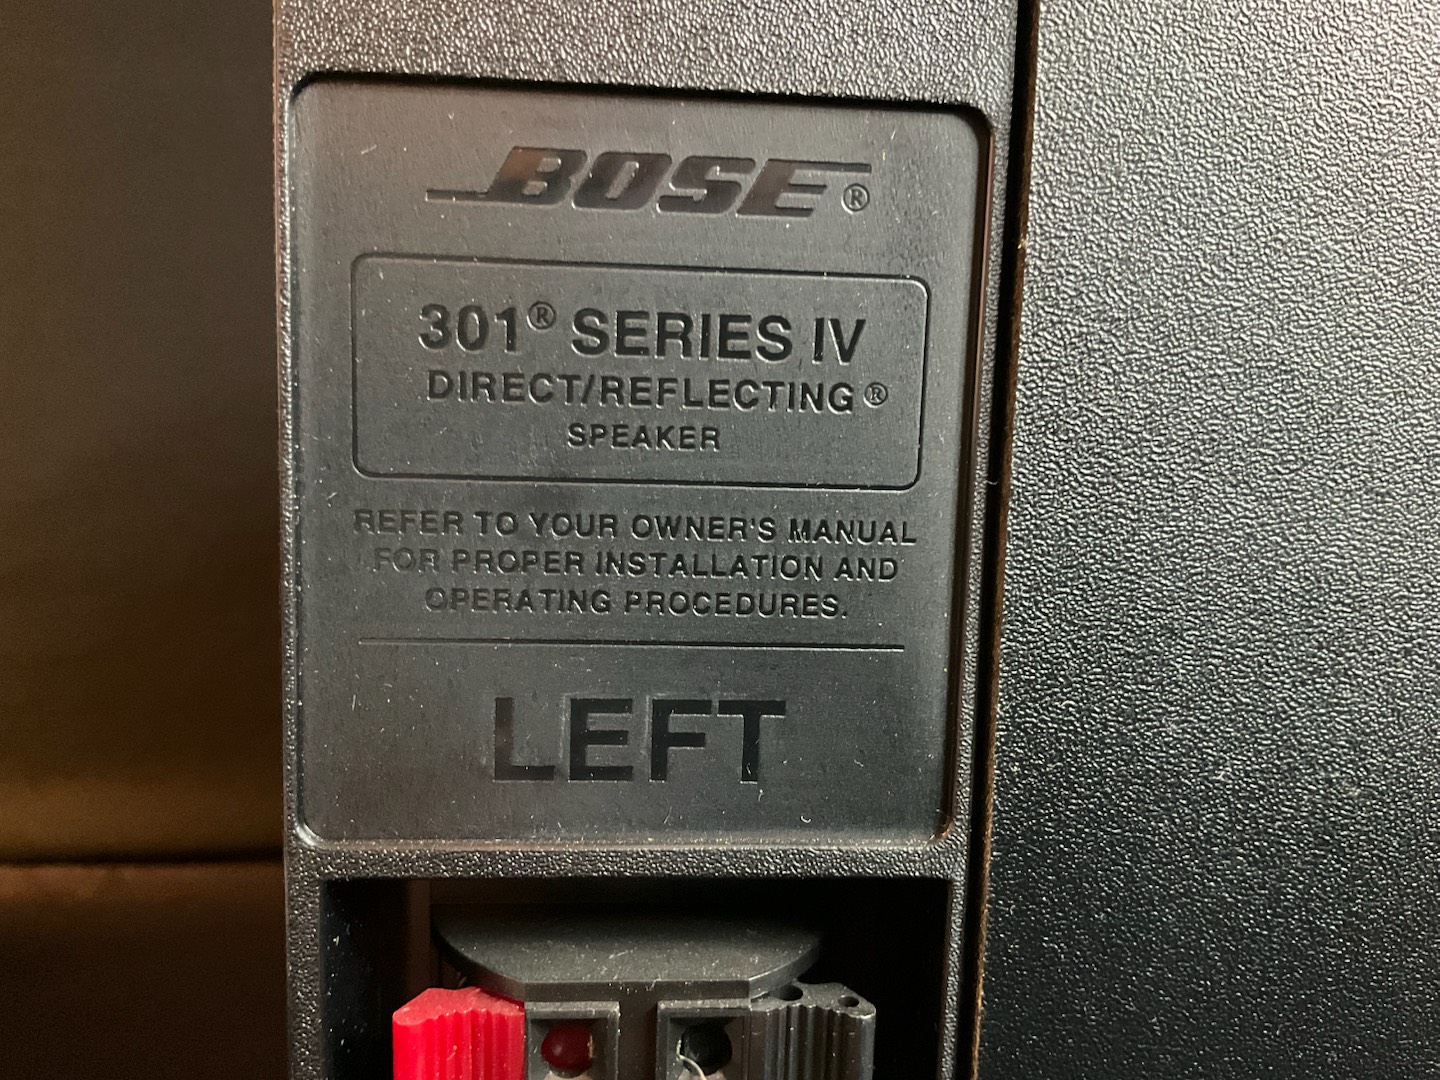 BOSE®
301® SERIES IV
DIRECT/REFLECTING®
SPEAKER
REFER TO YOUR OWNER'S MANUAL
FOR PROPER INSTALLATION AND
OPERATING PROCEDURES.
LEFT